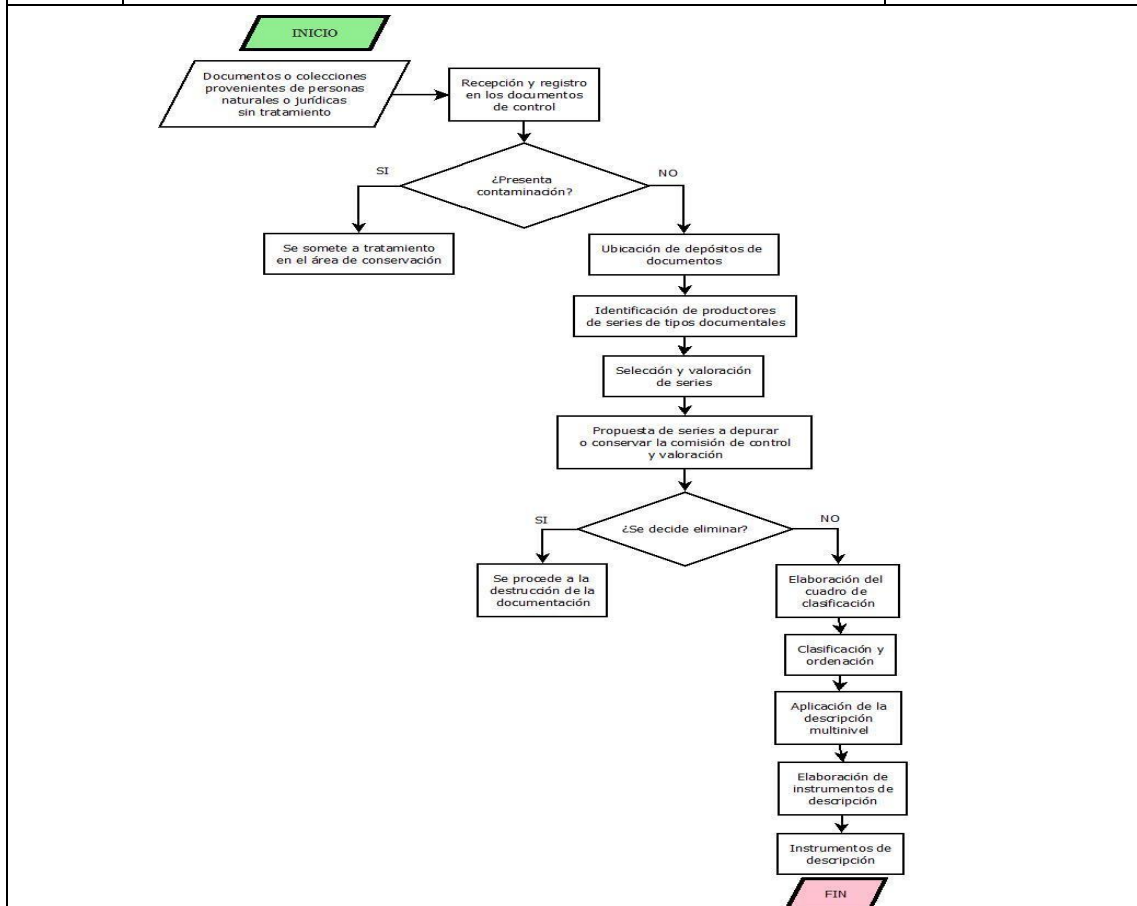 INICIO
Documentos o colecciones
provenientes de personas
naturales o jurídicas
sin tratamiento
Recepción y registro
en los documentos
de control
¿Presenta
contaminación?
SI
NO
Se somete a tratamiento
en el área de conservación
Ubicación de depósitos de
documentos
Identificación de productores
de series de tipos documentales
Selección y valoración
de series
Propuesta de series a depurar
o conservar la comisión de control
y valoración
¿Se decide eliminar?
SI
NO
Se procede a la
destrucción de la
documentación
Elaboración del
cuadro de
clasificación
Clasificación y
ordenación
Aplicación de la
descripción
multinivel
Elaboración de
instrumentos de
descripción
Instrumentos de
descripción
FIN